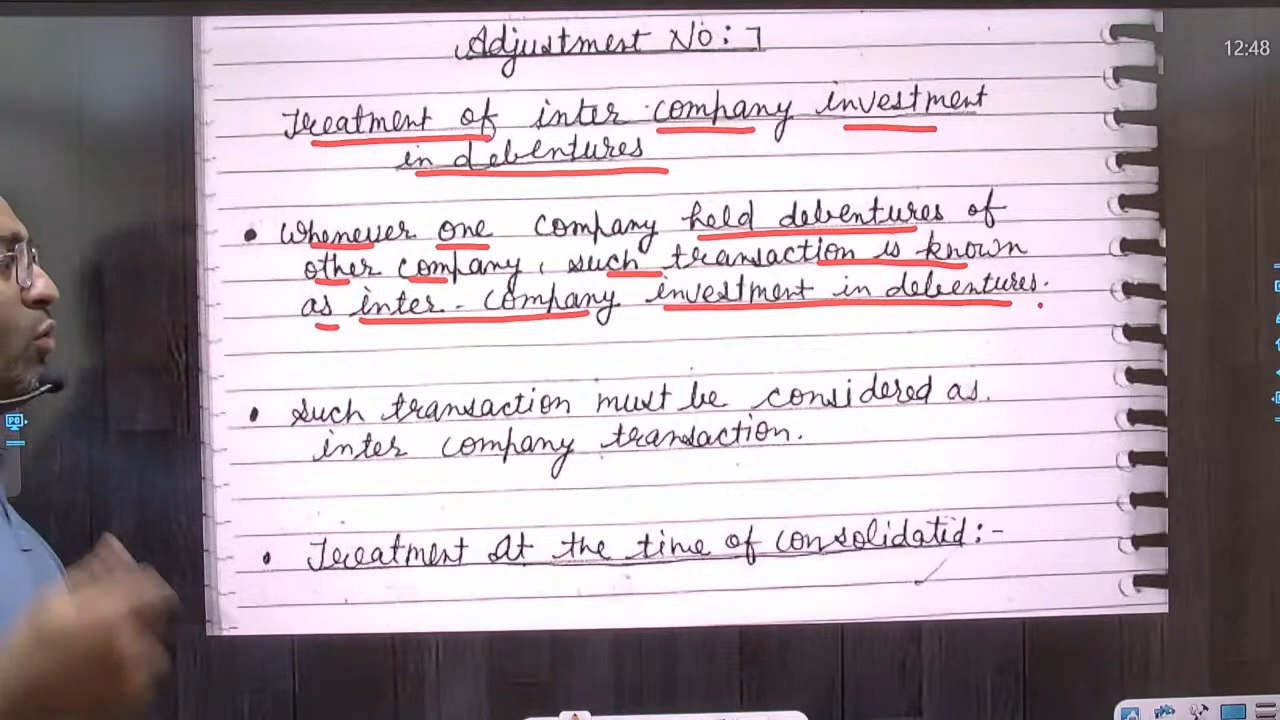 Adjustment No: 7
12:48
Treatment of inter company investment
in debentures
• Whenever one company held debentures of
other company, such transaction is known
as inter - company investment in debentures.
• Such transaction must be considered as.
inter company transaction.
• Treatment at the time of consolidated:-
PO